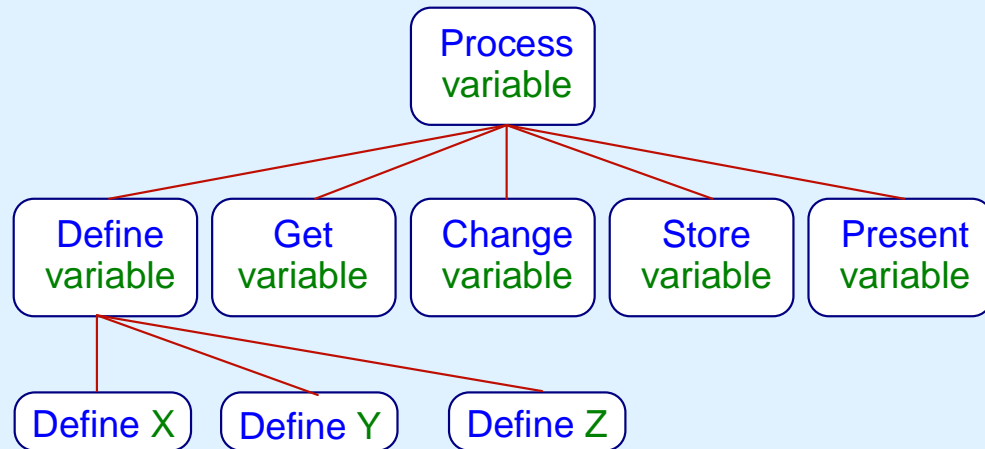 Process
variable
Define
variable
Get
variable
Change
variable
Store
variable
Present
variable
Define X
Define Y
Define Z